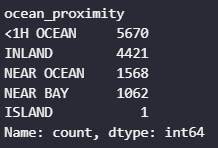 ocean_proximity
<1H OCEAN     5670
INLAND        4421
NEAR OCEAN    1568
NEAR BAY      1062
ISLAND           1
Name: count, dtype: int64